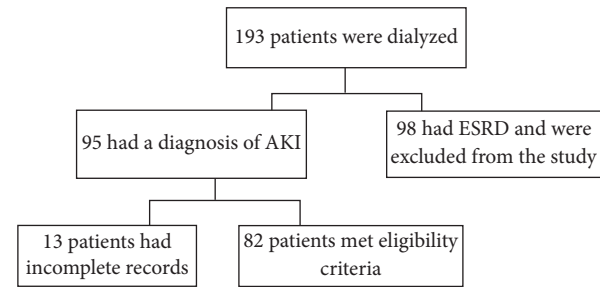 193 patients were dialyzed
95 had a diagnosis of AKI
98 had ESRD and were
excluded from the study
13 patients had
incomplete records
82 patients met eligibility
criteria